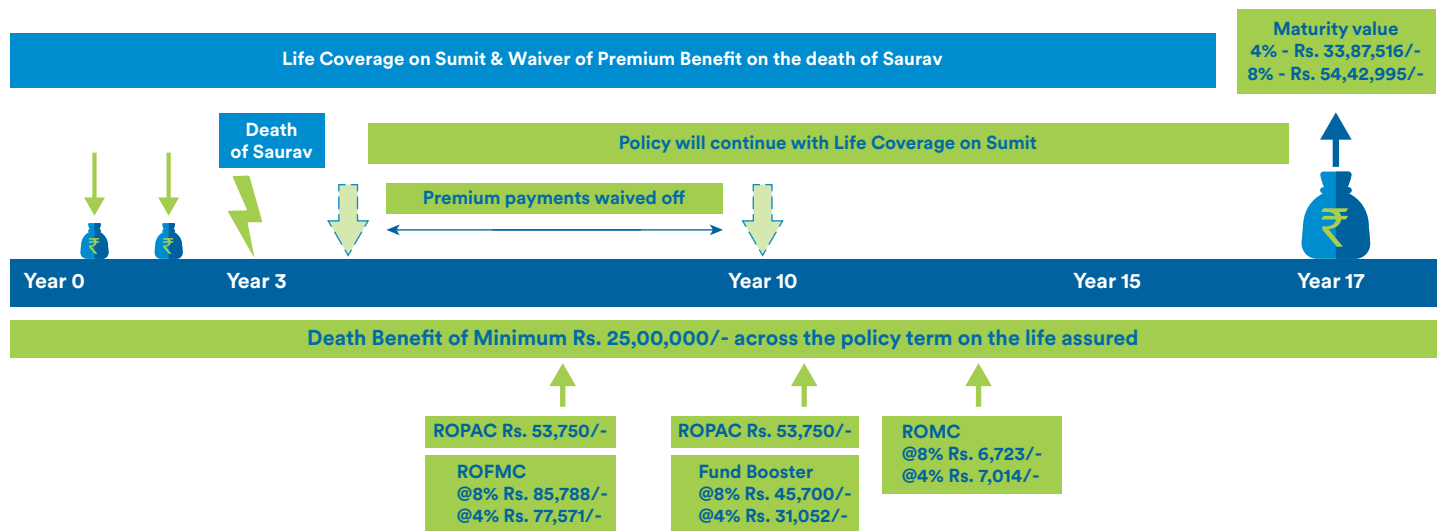 Life Coverage on Sumit & Waiver of Premium Benefit on the death of Saurav
Maturity value
4% - Rs. 33,87,516/-
8% - Rs. 54,42,995/-
Death
of Saurav
Policy will continue with Life Coverage on Sumit
Premium payments waived off
₹
₹
₹
Year 0
Year 3
Year 10
Year 15
Year 17
Death Benefit of Minimum Rs. 25,00,000/- across the policy term on the life assured
ROPAC Rs. 53,750/-
ROFMC
@8% Rs. 85,788/-
@4% Rs. 77,571/-
ROPAC Rs. 53,750/-
Fund Booster
@8% Rs. 45,700/-
@4% Rs. 31,052/-
ROMC
@8% Rs. 6,723/-
@4% Rs. 7,014/-